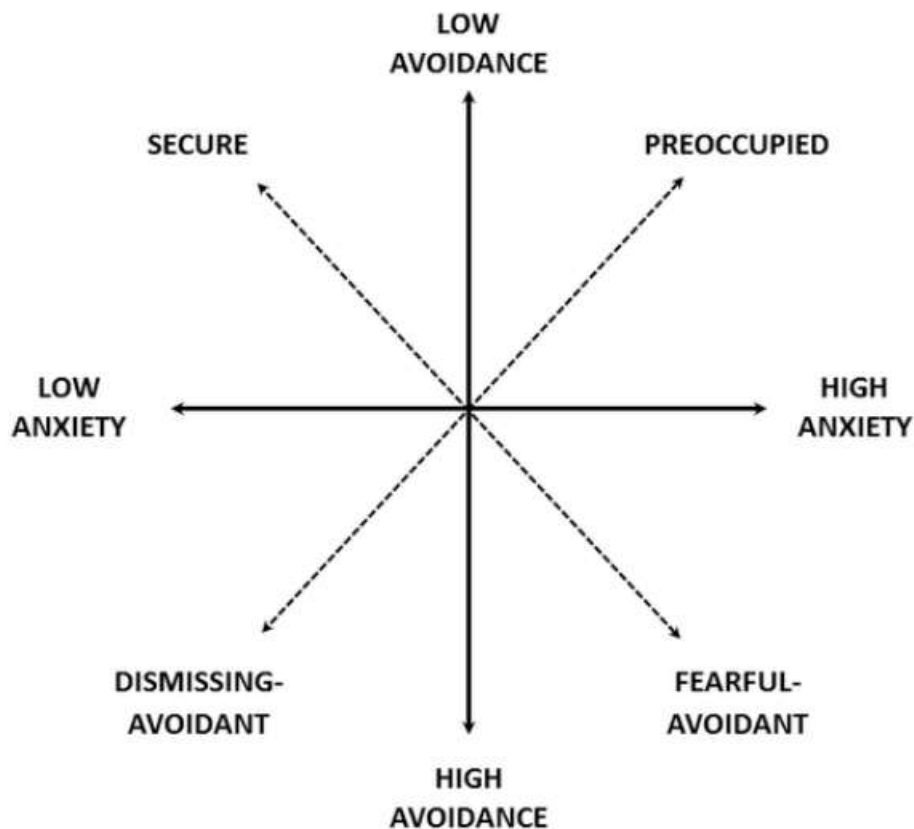 LOW
AVOIDANCE
SECURE
PREOCCUPIED
LOW
ANXIETY
HIGH
ANXIETY
DISMISSING-
AVOIDANT
FEARFUL-
AVOIDANT
HIGH
AVOIDANCE